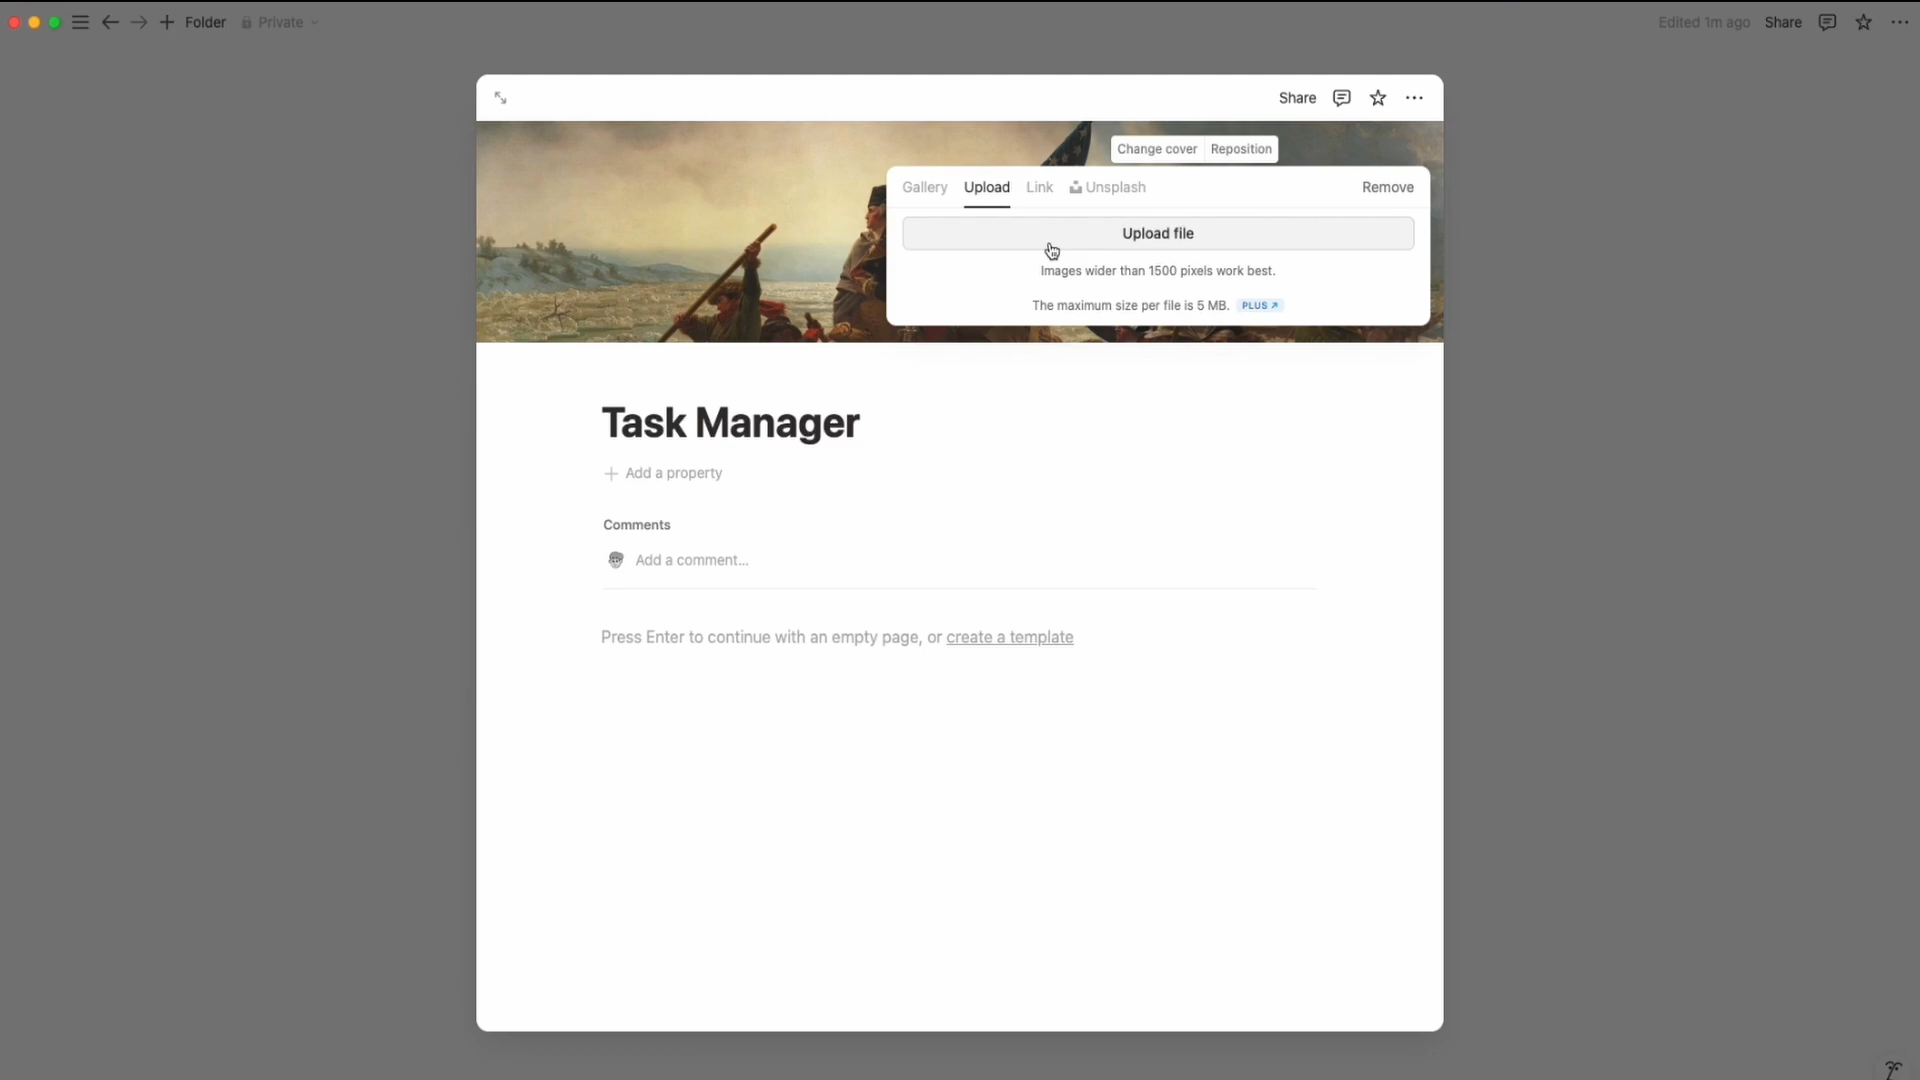 Folder Private Edited 1m ago Share
Share
Change cover Reposition
Gallery Upload Link Unsplash Remove
Upload file
Images wider than 1500 pixels work best.
The maximum size per file is 5 MB. PLUS ↗
Task Manager
Add a property
Comments
Add a comment...
Press Enter to continue with an empty page, or create a template